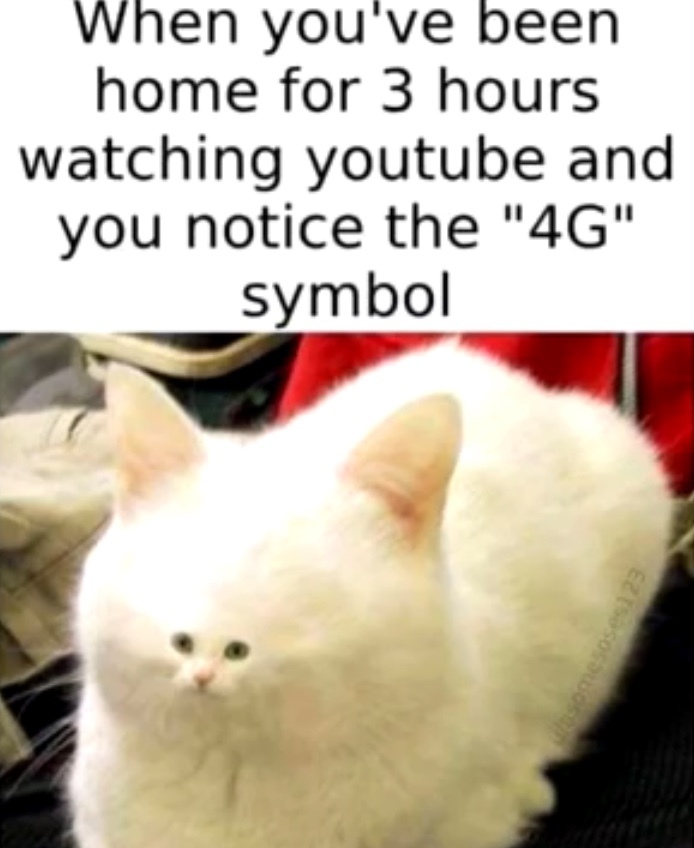 When you've been
home for 3 hours
watching youtube and
you notice the "4G"
symbol